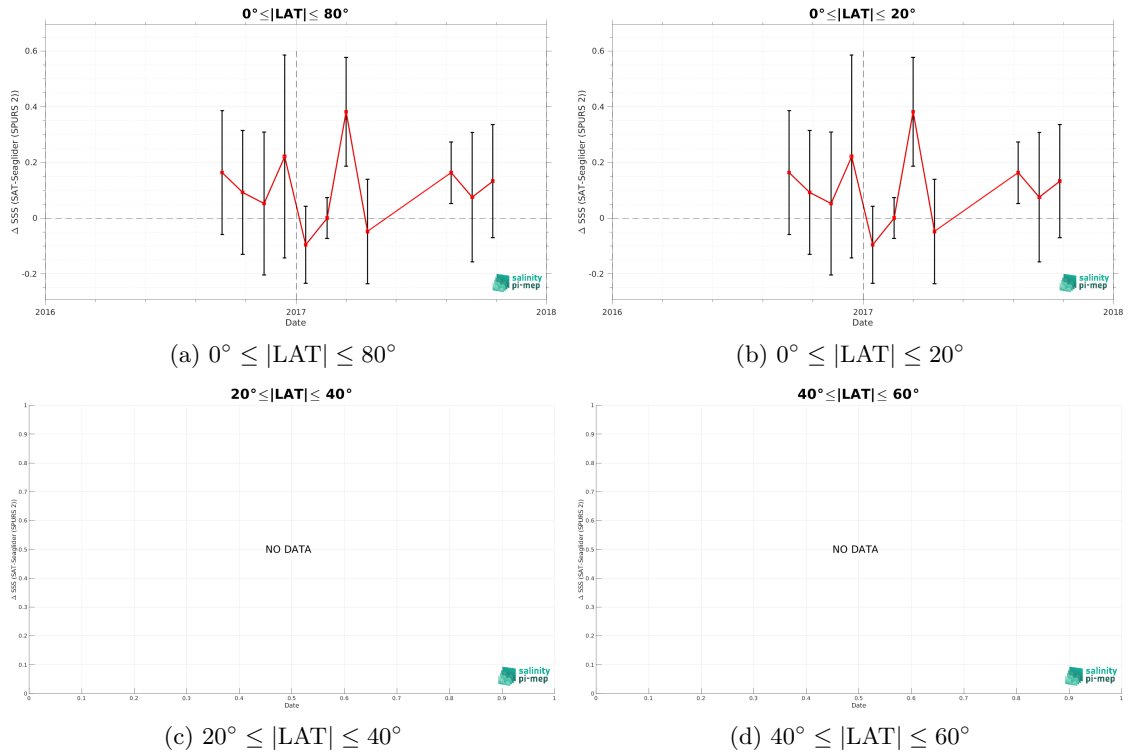 0°≤|LAT|≤ 80°
Δ SSS (SAT-Seaglider (SPURS 2))
0.6
0.4
0.2
0
-0.2
2016
2017
2018
Date
salinity
pi-mep
(a) 0° ≤ |LAT| ≤ 80°
0°≤|LAT|≤ 20°
Δ SSS (SAT-Seaglider (SPURS 2))
0.6
0.4
0.2
0
-0.2
2016
2017
2018
Date
salinity
pi-mep
(b) 0° ≤ |LAT| ≤ 20°
20°≤|LAT|≤ 40°
Δ SSS (SAT-Seaglider (SPURS 2))
1
0.9
0.8
0.7
0.6
0.5
0.4
0.3
0.2
0.1
0
NO DATA
0 0.1 0.2 0.3 0.4 0.5 0.6 0.7 0.8 0.9 1
Date
salinity
pi-mep
(c) 20° ≤ |LAT| ≤ 40°
40°≤|LAT|≤ 60°
Δ SSS (SAT-Seaglider (SPURS 2))
1
0.9
0.8
0.7
0.6
0.5
0.4
0.3
0.2
0.1
0
NO DATA
0 0.1 0.2 0.3 0.4 0.5 0.6 0.7 0.8 0.9 1
Date
salinity
pi-mep
(d) 40° ≤ |LAT| ≤ 60°